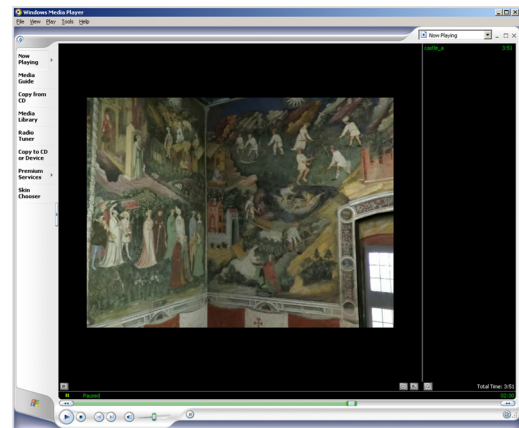 Windows Media Player
File View Play Tools Help
Now Playing
Now
Playing
Media
Guide
Copy from
CD
Media
Library
Radio
Tuner
Copy to CD
or Device
Premium
Services
Skin
Chooser
castle_a 3:51
Total Time: 3:51
Paused